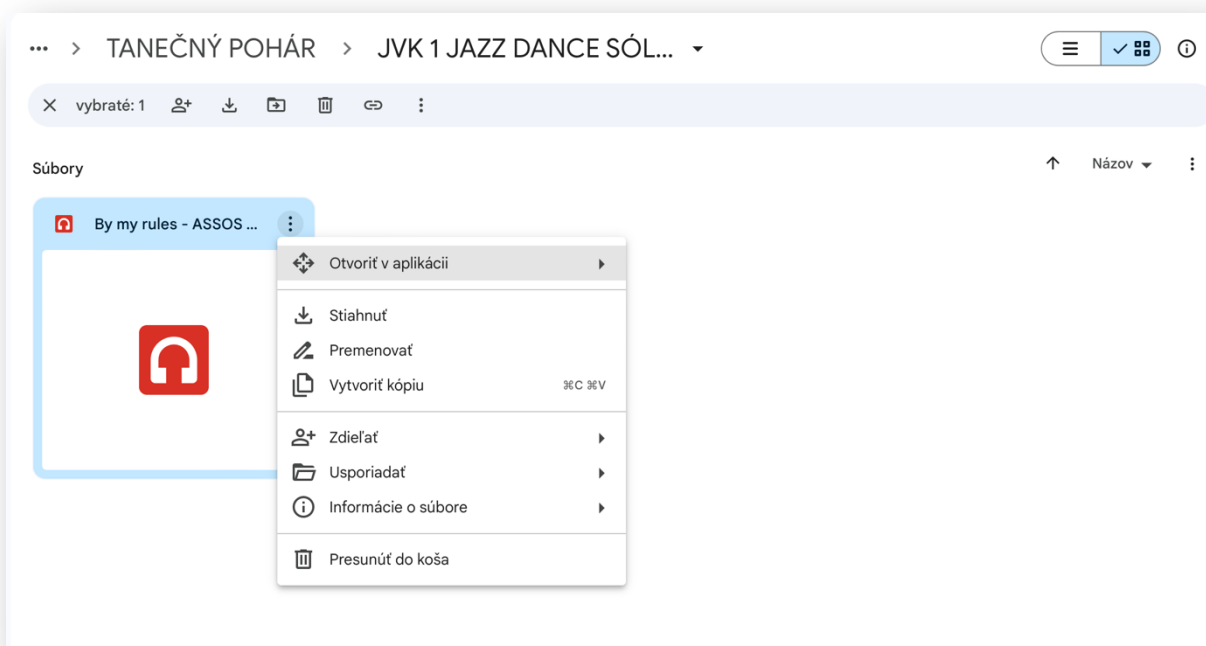 TANEČNÝ POHÁR JVK 1 JAZZ DANCE SÓL...
vybraté: 1
Súbory
Názov
By my rules - ASSOS ...
Otvoriť v aplikácii
Stiahnuť
Premenovať
Vytvoriť kópiu ⌘C ⌘V
Zdieľať
Usporiadať
Informácie o súbore
Presunúť do koša